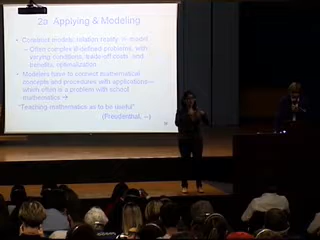 2a. Applying & Modeling
• Construct models, relation reality ↔ model
– Often complex ill-defined problems, with
varying conditions, trade-off costs and
benefits, optimalization
• Modelers have to connect mathematical
concepts and procedures with applications—
which often is a problem with school
mathematics →
"Teaching mathematics as to be useful"
(Freudenthal,